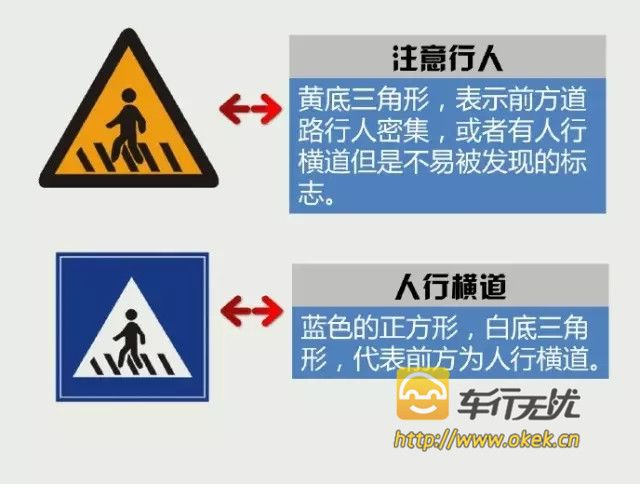 注意行人
黄底三角形，表示前方道
路行人密集，或者有人行
横道但是不易被发现的标
志。
人行横道
蓝色的正方形，白底三角
形，代表前方为人行横道。
车行无忧
http://www.okek.cn